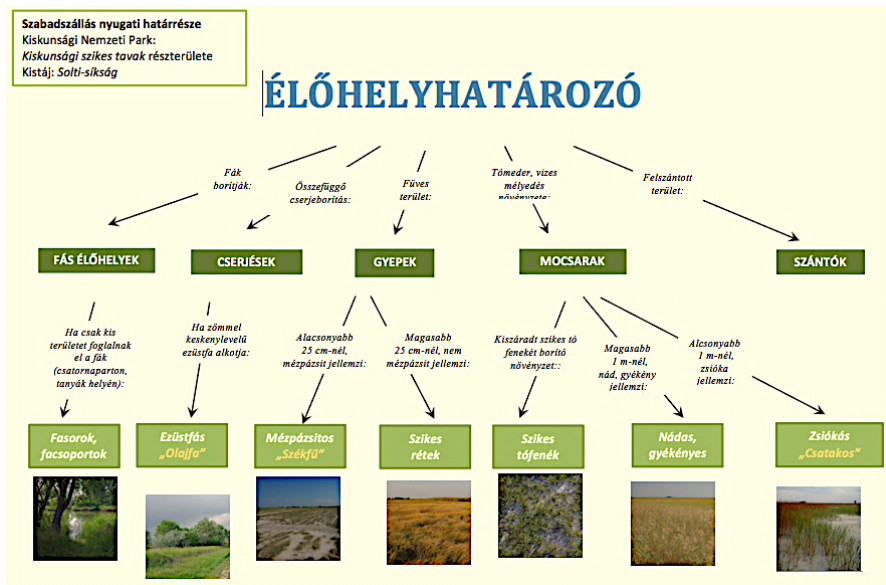 Szabadszállás nyugati határrésze
Kiskunsági Nemzeti Park:
Kiskunsági szikes tavak részterülete
Kistáj: Solti-síkság
ÉLŐHELYHATÁROZÓ
Fák
borítják:
Összefüggő
cserjeborítás:
Füves
terület:
Tómeder, vizes
mélyedés
növényzete:
Felszántott
terület:
FÁS ÉLŐHELYEK
CSERJÉSEK
GYEPEK
MOCSARAK
SZÁNTÓK
Ha csak kis
területet foglalnak
el a fák
(csatornaparton,
tanyák helyén):
Ha zömmel
keskenylevelű
ezüstfa alkotja:
Alacsonyabb
25 cm-nél,
mézpázsit jellemzi:
Magasabb
25 cm-nél, nem
mézpázsit jellemzi:
Kiszáradt szikes tó
fenekét borító
növényzet::
Magasabb
1 m-nél,
nád, gyékény
jellemzi:
Alcsonyabb
1 m-nél,
zsióka
jellemzi:
Fasorok,
facsoportok
Ezüstfás
„Olajfa"
Mézpázsitos
„Székfű"
Szikes
rétek
Szikes
tófenék
Nádas,
gyékényes
Zsiókás
„Csatakos"